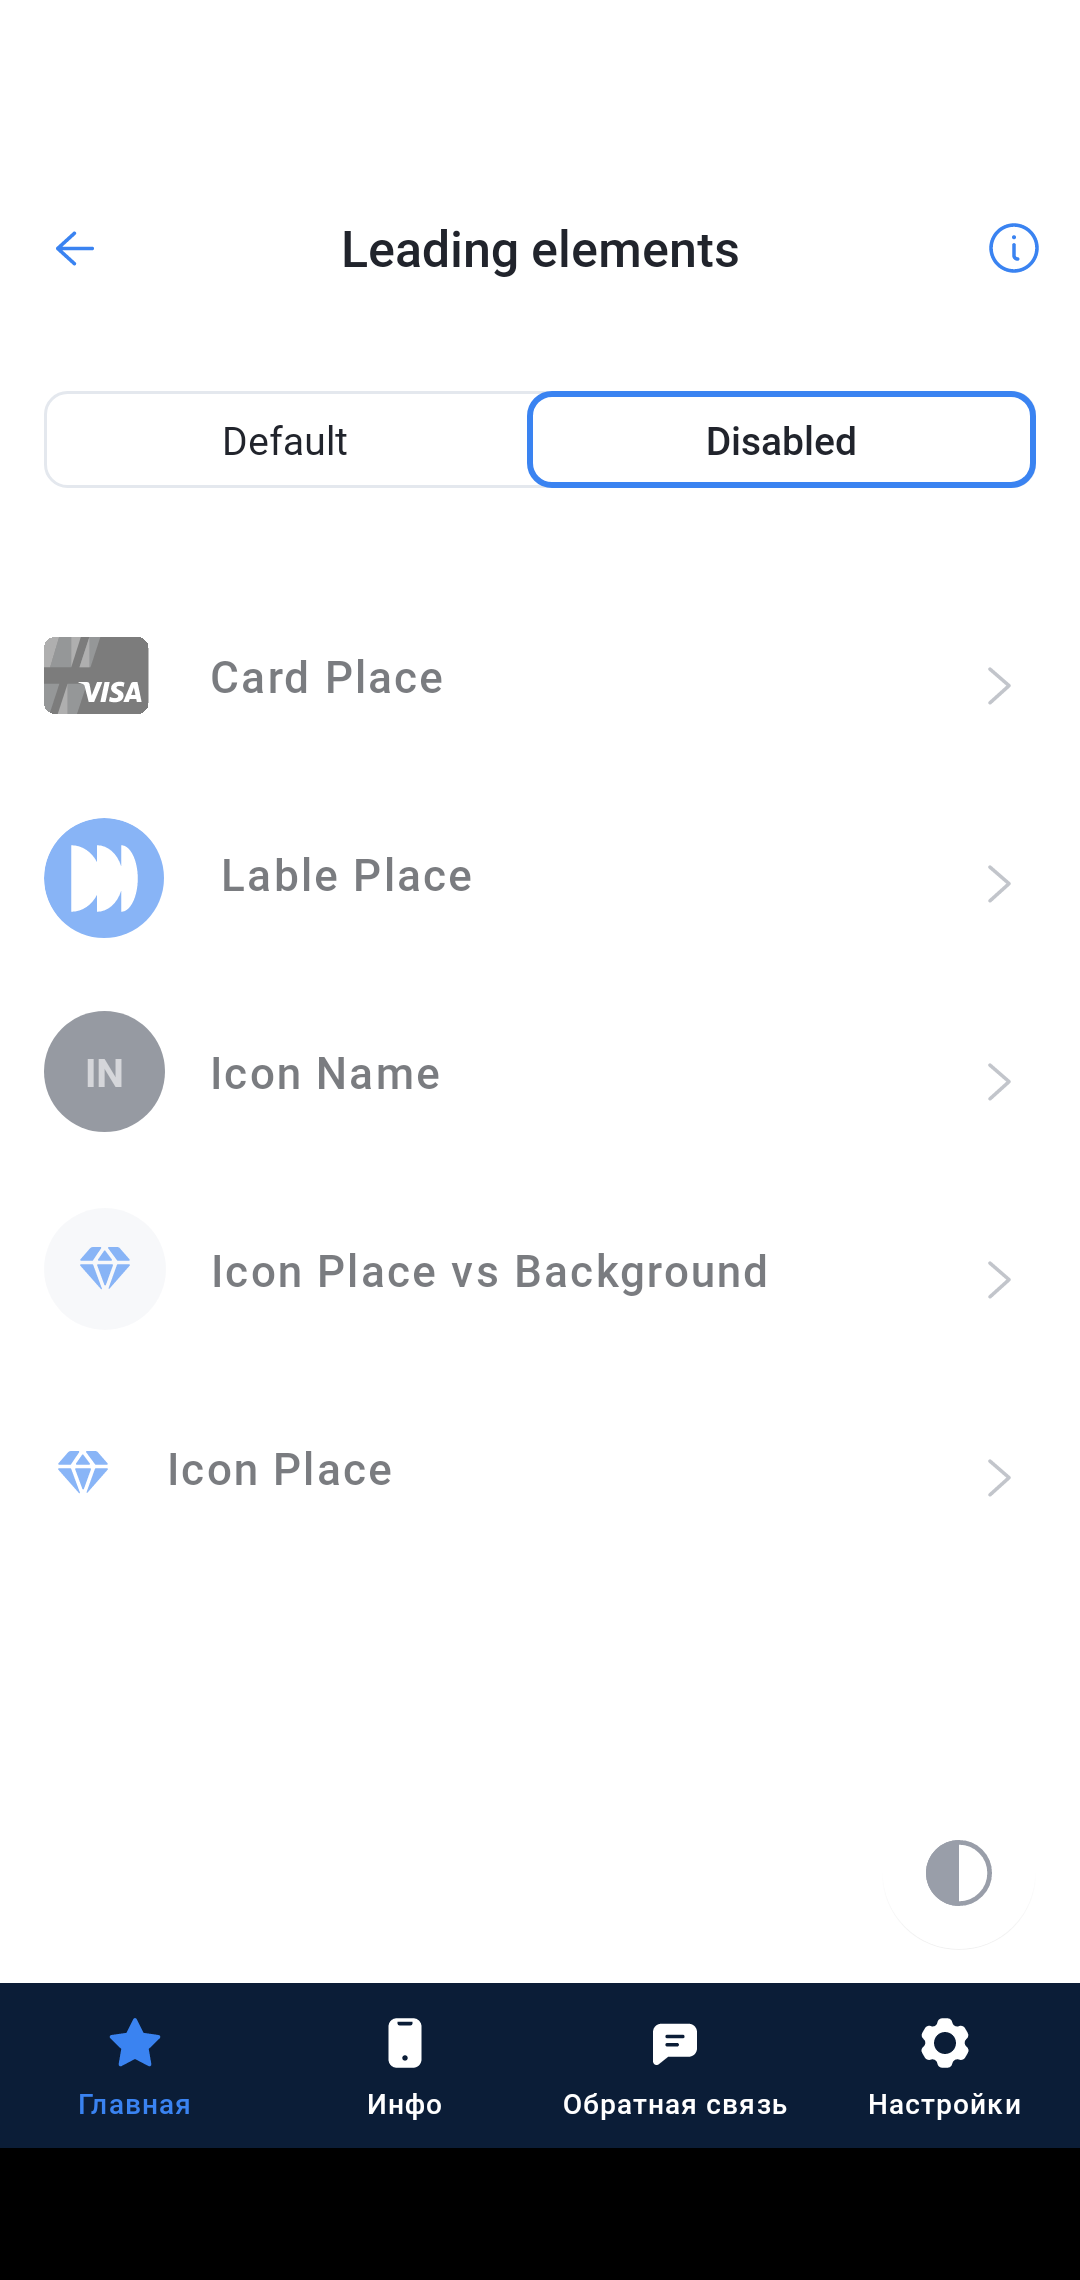 Leading elements
Default
Disabled
VISA
Card Place
Lable Place
IN
Icon Name
Icon Place vs Background
Icon Place
Главная
Инфо
Обратная связь
Настройки